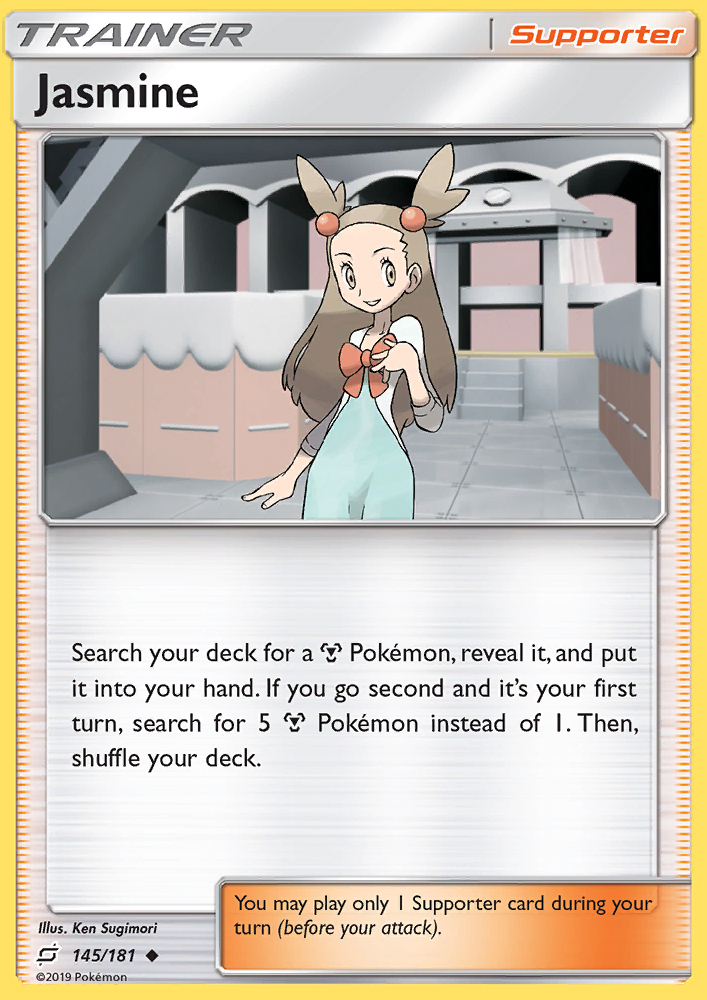 TRAINER
Supporter
Jasmine
Search your deck for a Pokémon, reveal it, and put
it into your hand. If you go second and it's your first
turn, search for 5 Pokémon instead of 1. Then,
shuffle your deck.
You may play only 1 Supporter card during your
turn (before your attack).
Illus. Ken Sugimori
145/181
©2019 Pokémon